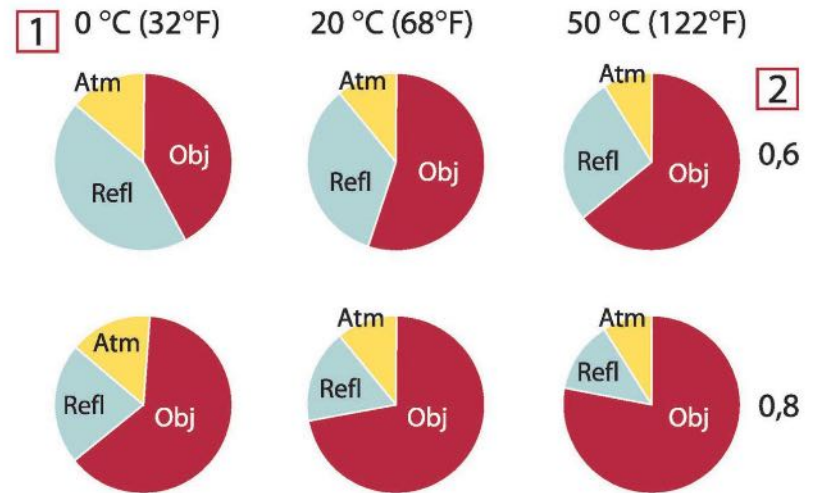 1 0 °C (32°F) 20 °C (68°F) 50 °C (122°F)
2
Atm Obj Refl
Atm Obj Refl
Atm Obj Refl
0,6
Atm Obj Refl
Atm Obj Refl
Atm Obj Refl
0,8